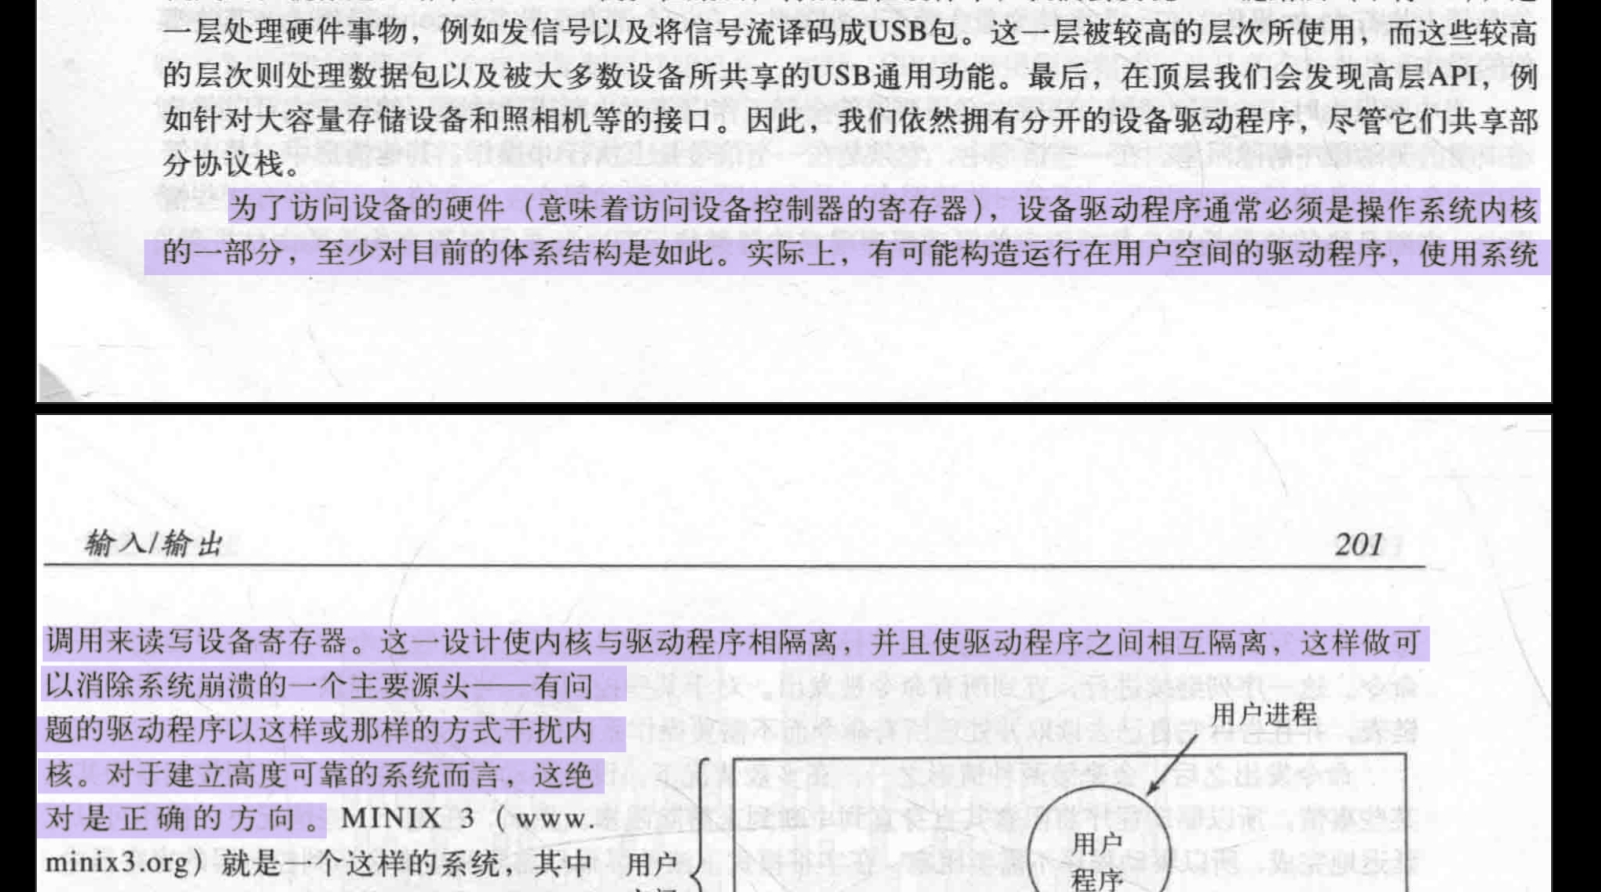 一层处理硬件事物，例如发信号以及将信号流译码成USB包。这一层被较高的层次所使用，而这些较高
的层次则处理数据包以及被大多数设备所共享的USB通用功能。最后，在顶层我们会发现高层API，例
如针对大容量存储设备和照相机等的接口。因此，我们依然拥有分开的设备驱动程序，尽管它们共享部
分协议栈。
为了访问设备的硬件（意味着访问设备控制器的寄存器），设备驱动程序通常必须是操作系统内核
的一部分，至少对目前的体系结构是如此。实际上，有可能构造运行在用户空间的驱动程序，使用系统
输入/输出
201
调用来读写设备寄存器。这一设计使内核与驱动程序相隔离，并且使驱动程序之间相互隔离，这样做可
以消除系统崩溃的一个主要源头——有问
题的驱动程序以这样或那样的方式干扰内
核。对于建立高度可靠的系统而言，这绝
对是正确的方向。MINIX 3（www.
minix3.org）就是一个这样的系统，其中
用户进程
用户
程序
用户